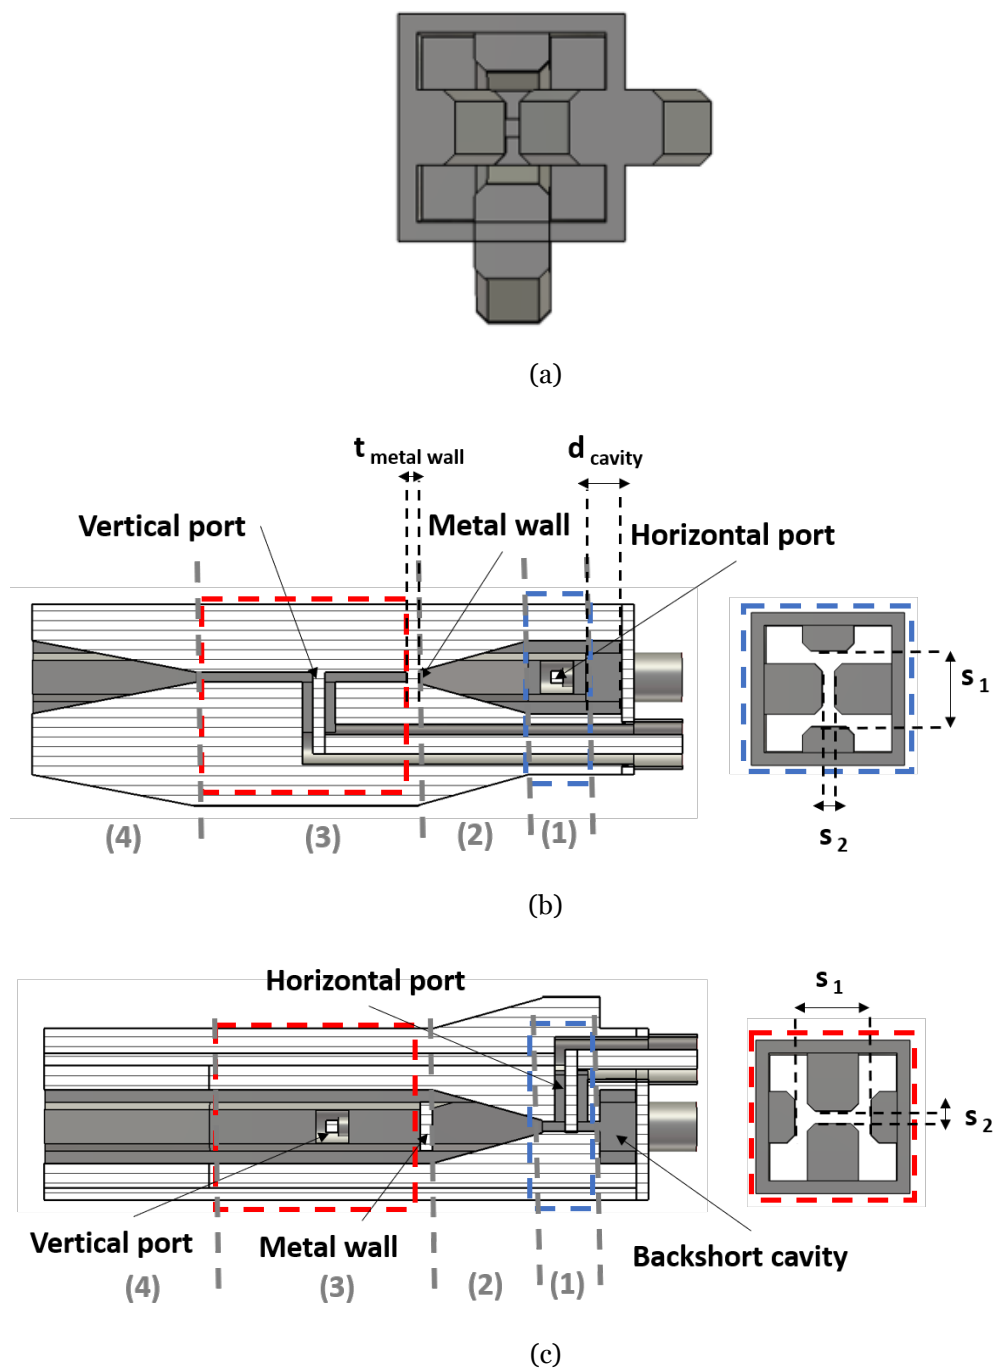 (a)
t metal wall
d cavity
Vertical port
Metal wall
Horizontal port
s 1
s 2
(4)
(3)
(2)
(1)
(b)
Horizontal port
s 1
s 2
Vertical port
Metal wall
Backshort cavity
(4)
(3)
(2)
(1)
(c)